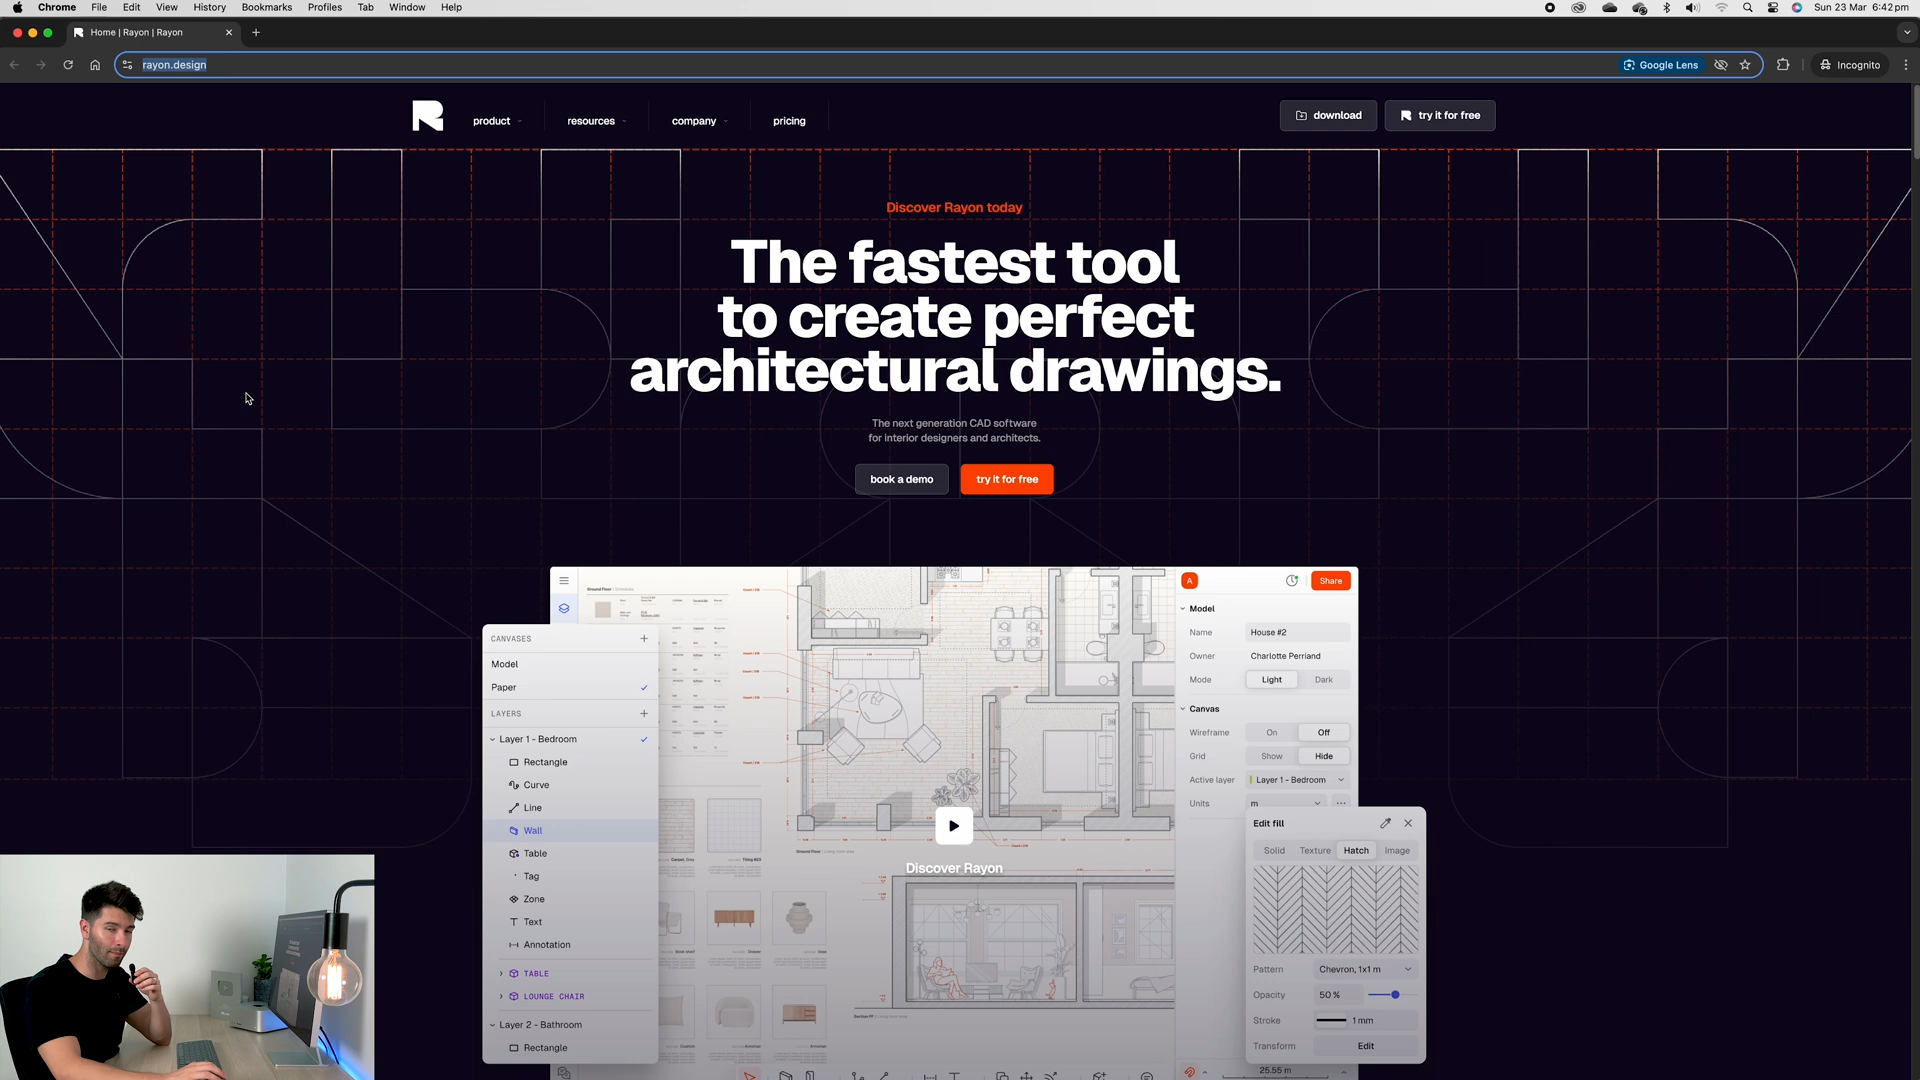 Chrome File Edit View History Bookmarks Profiles Tab Window Help
Sun 23 Mar 6:42 pm
Home | Rayon | Rayon
rayon.design
Google Lens
Incognito
product
resources
company
pricing
download
try it for free
Discover Rayon today
The fastest tool
to create perfect
architectural drawings.
The next generation CAD software
for interior designers and architects.
book a demo
try it for free
A
Share
CANVASES
Model
Paper
LAYERS
Layer 1 - Bedroom
Rectangle
Curve
Line
Wall
Table
Tag
Zone
Text
Annotation
TABLE
LOUNGE CHAIR
Layer 2 - Bathroom
Rectangle
Discover Rayon
Model
Name House #2
Owner Charlotte Perriand
Mode Light Dark
Canvas
Wireframe On Off
Grid Show Hide
Active layer Layer 1 - Bedroom
Units m
Edit fill
Solid Texture Hatch Image
Pattern Chevron, 1x1 m
Opacity 50 %
Stroke 1 mm
Transform Edit
25.55 m